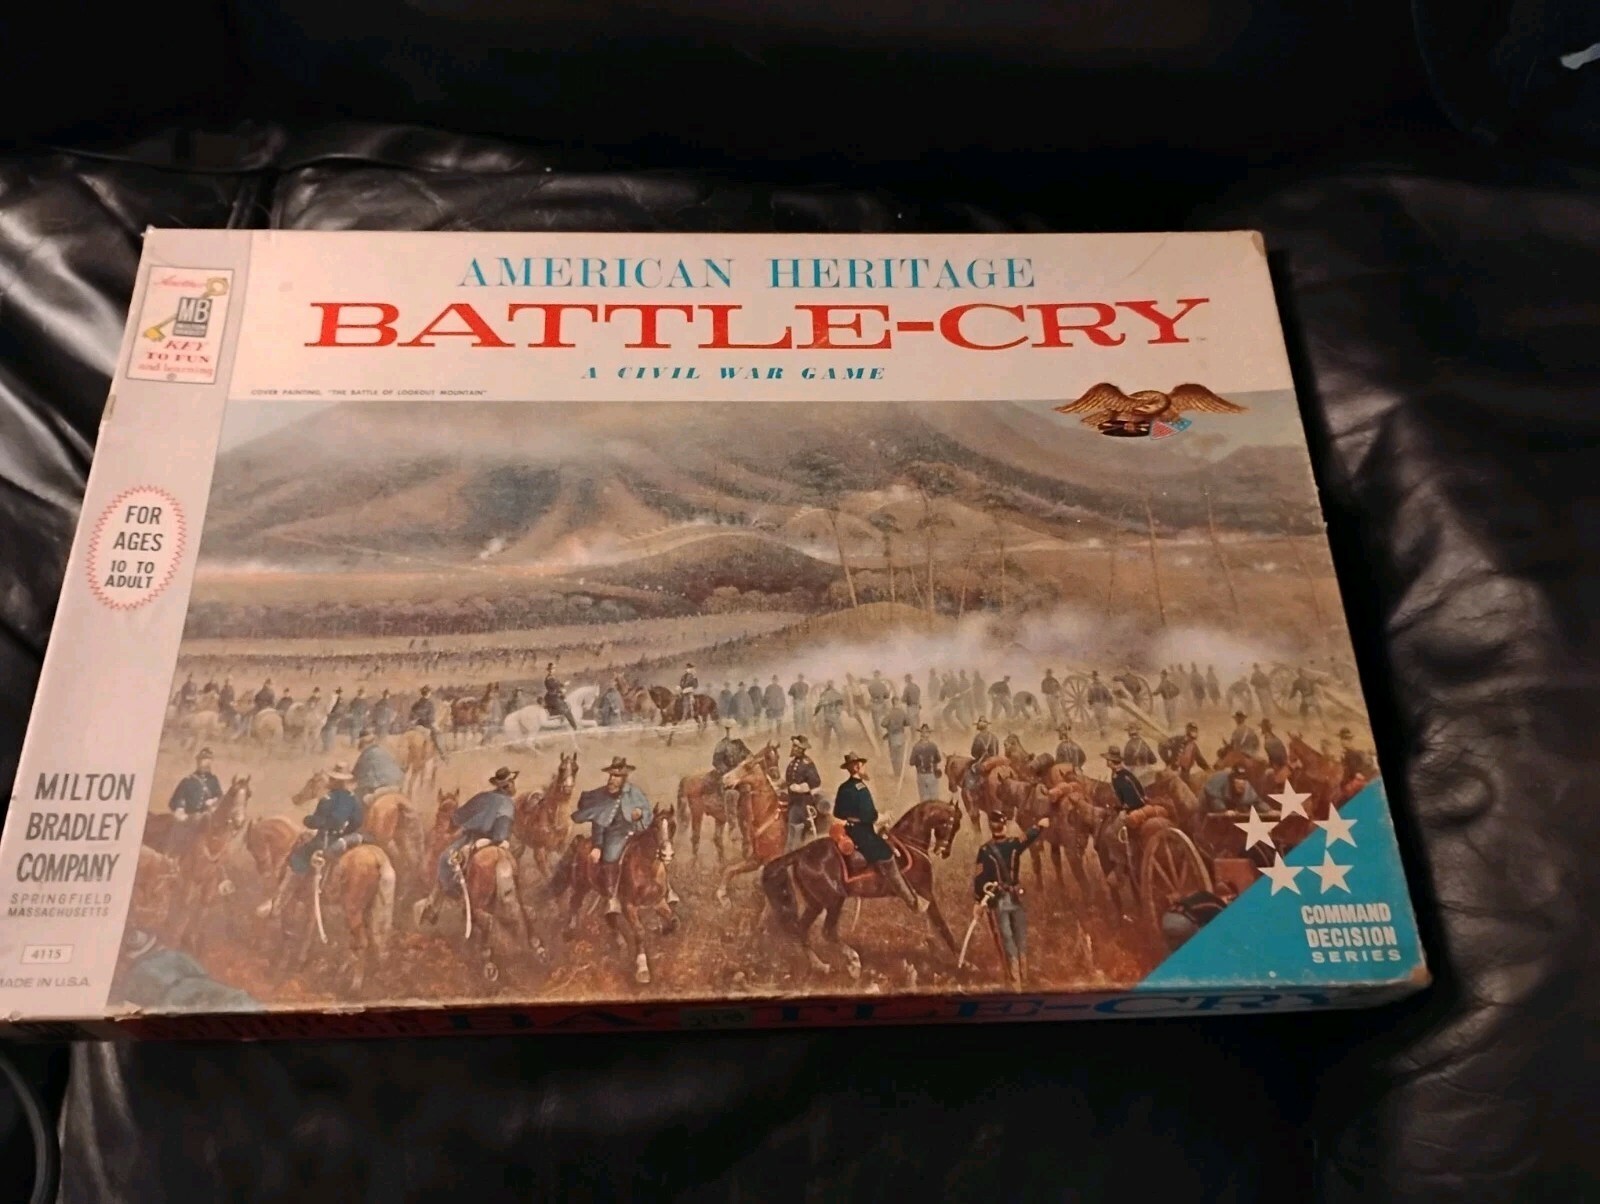 AMERICAN HERITAGE
BATTLE-CRY
A CIVIL WAR GAME
COVER PAINTING, "THE BATTLE OF LOOKOUT MOUNTAIN"
MB
KEY
TO FUN
and learning
FOR
AGES
10 TO
ADULT
MILTON
BRADLEY
COMPANY
SPRINGFIELD
MASSACHUSETTS
4115
MADE IN U.S.A.
COMMAND
DECISION
SERIES
BATTLE-CRY